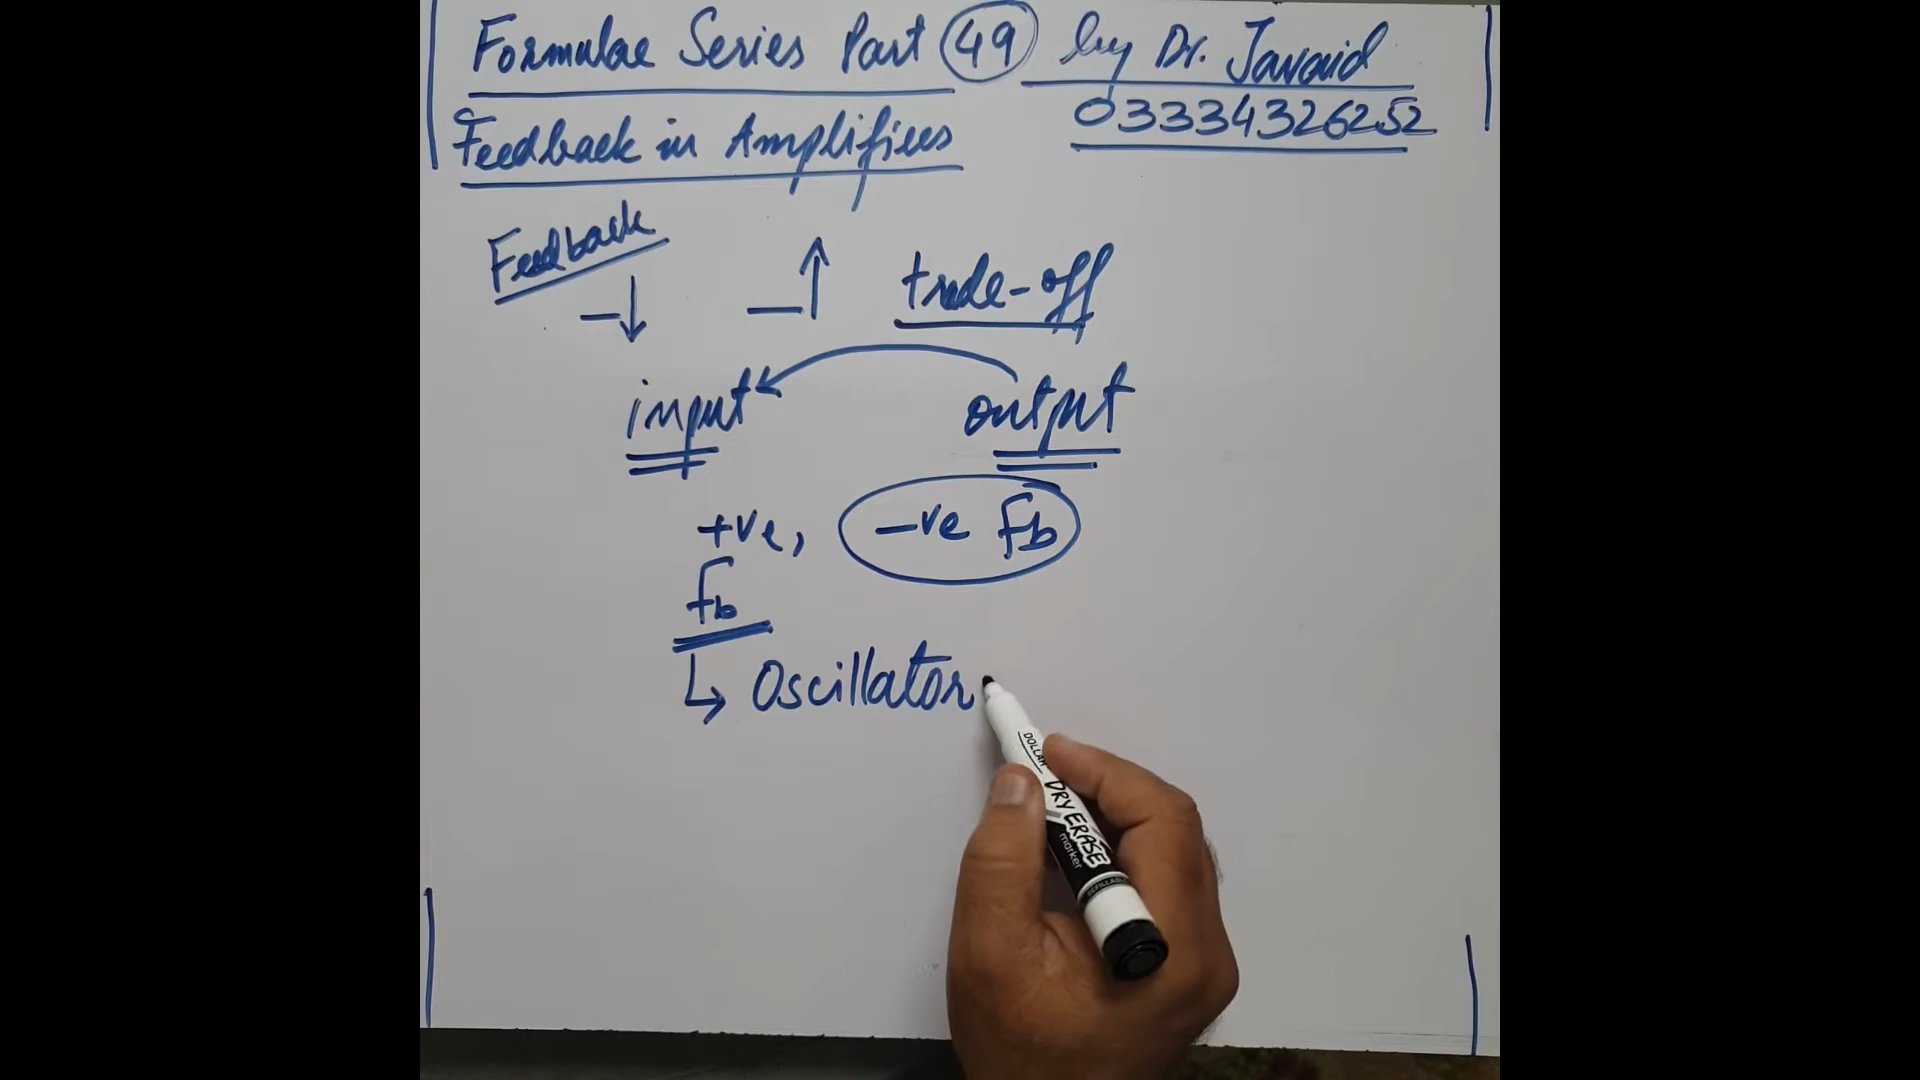 Formulae Series Part 49 by Dr. Javaid
03334326252
Feedback in Amplifiers
Feedback
trade-off
input output
+ve, -ve fb
fb
↳ Oscillator
DOLLAR DRY ERASE marker